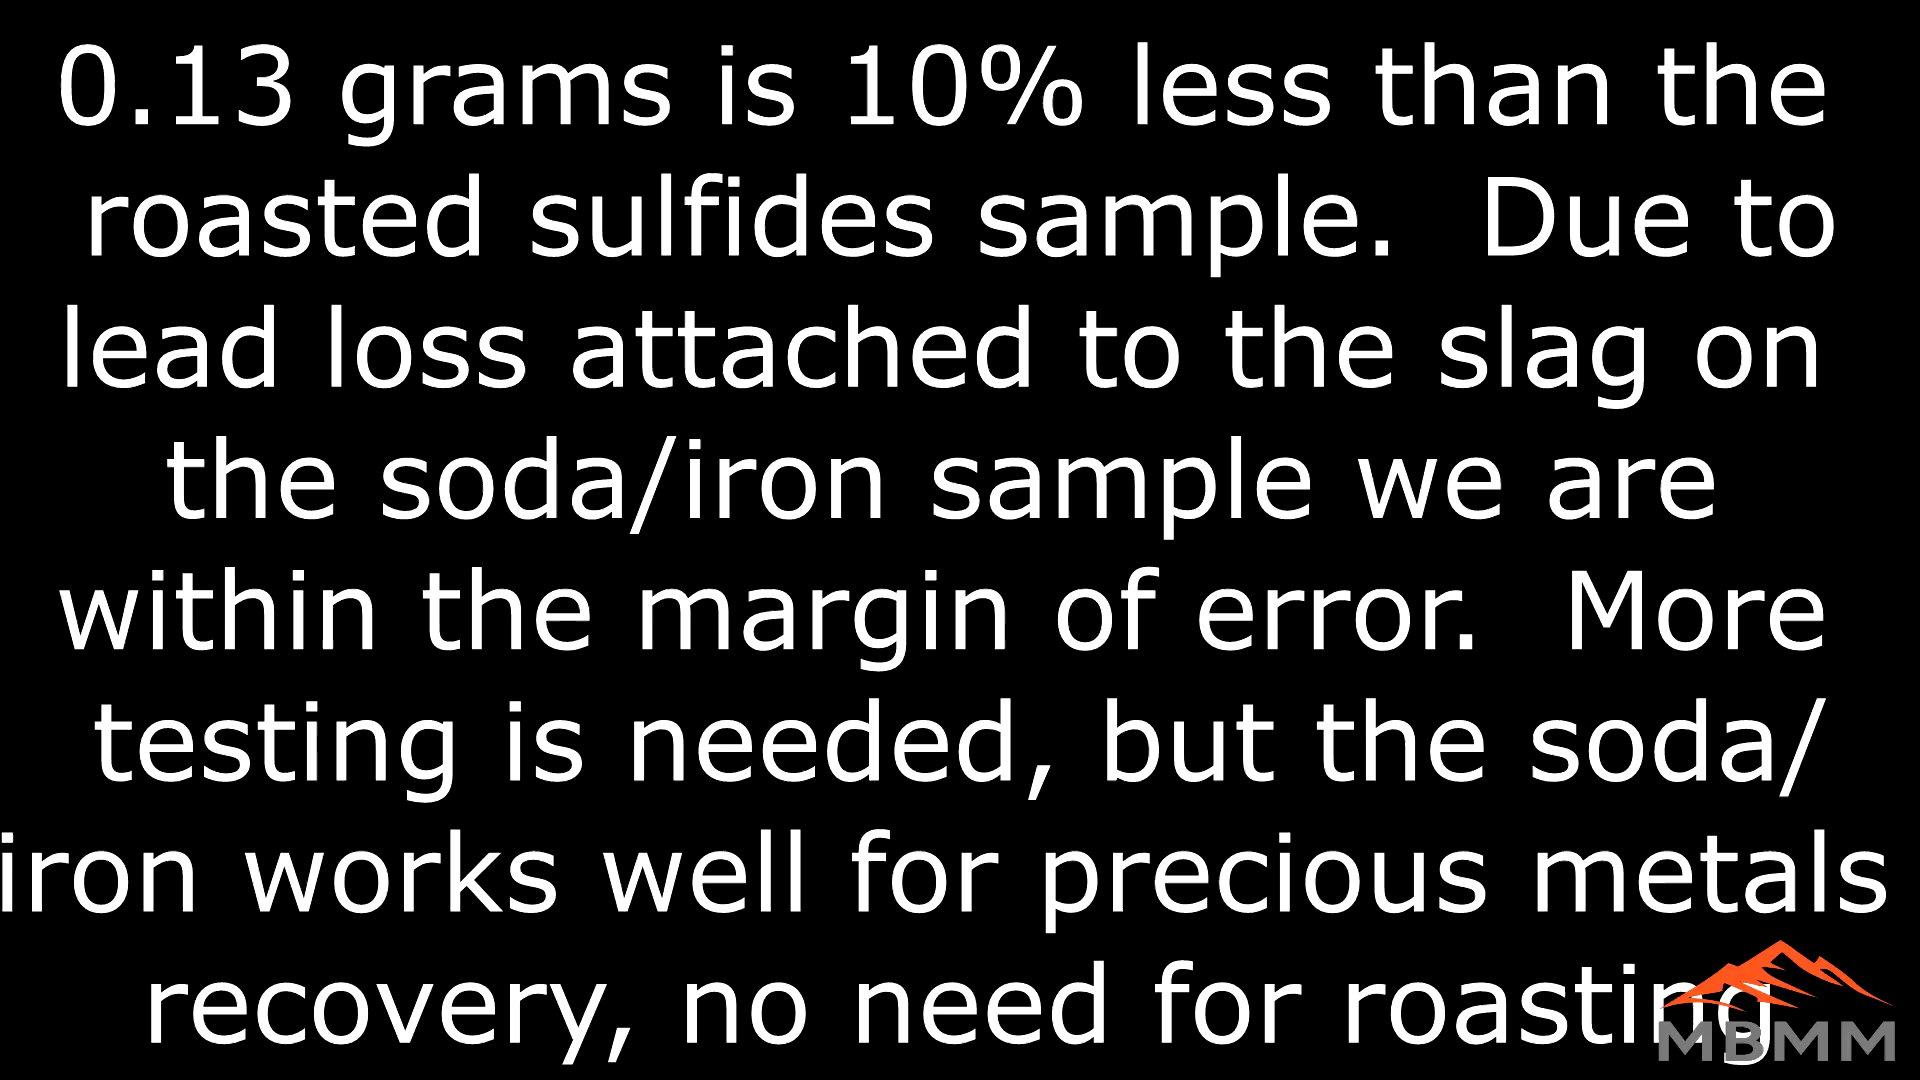 0.13 grams is 10% less than the
roasted sulfides sample.  Due to
lead loss attached to the slag on
the soda/iron sample we are
within the margin of error.  More
testing is needed, but the soda/
iron works well for precious metals
recovery, no need for roasting
MBMM